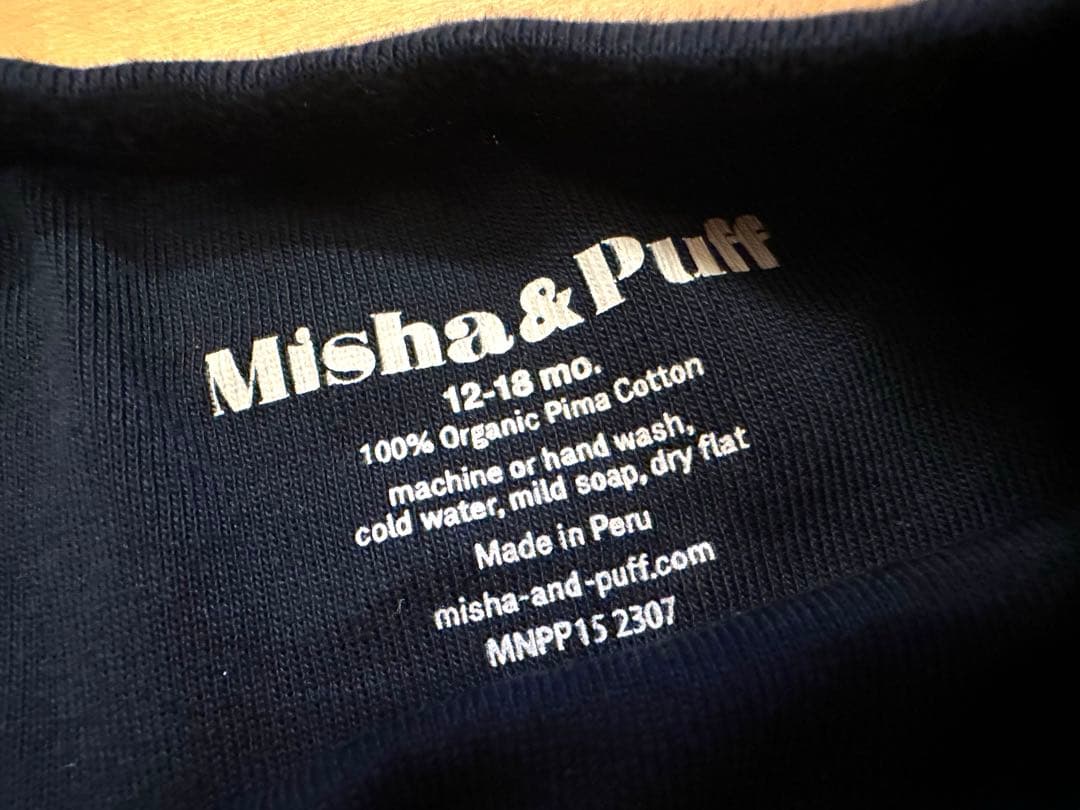 Misha & Puff
12-18 mo.
100% Organic Pima Cotton
machine or hand wash,
cold water, mild soap, dry flat
Made in Peru
misha-and-puff.com
MNPP15 2307